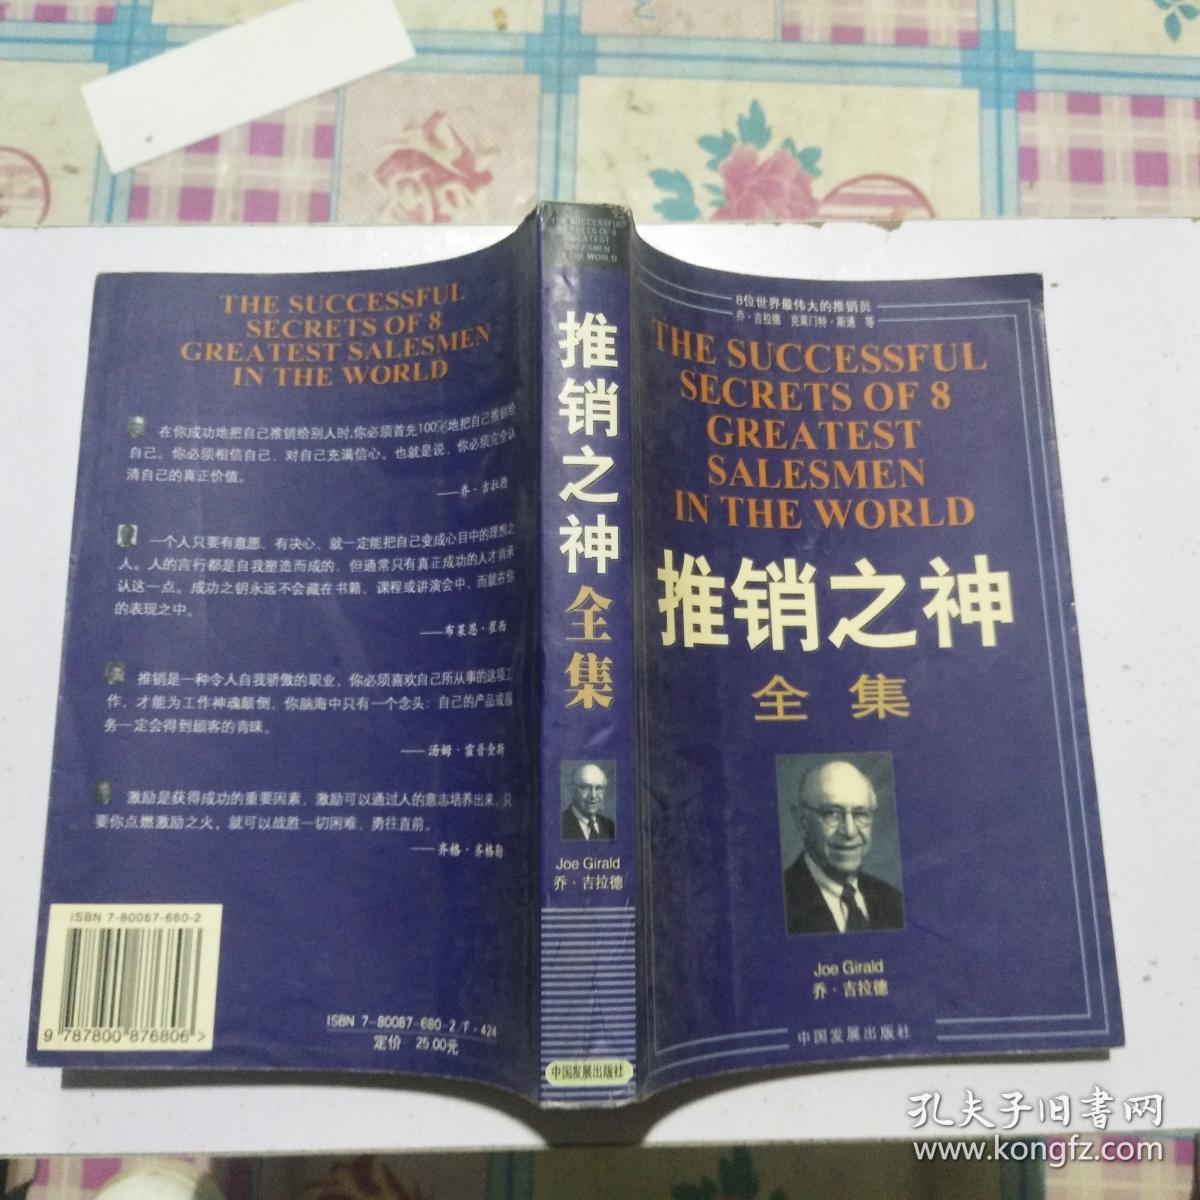 THE SUCCESSFUL
SECRETS OF 8
GREATEST SALESMEN
IN THE WORLD
在你成功地把自己推销给别人时,你必须首先100%地把自己推销给
自己。你必须相信自己、对自己充满信心。也就是说,你必须完全认
清自己的真正价值。
——乔·吉拉德
一个人只要有意愿、有决心、就一定能把自己变成心目中的理想之
人。人的言行都是自我塑造而成的,但通常只有真正成功的人才肯承
认这一点。成功之钥永远不会藏在书籍、课程或讲演会中,而就在你
的表现之中。
——布莱恩·崔西
推销是一种令人自我骄傲的职业,你必须喜欢自己所从事的这项工
作,才能为工作神魂颠倒,你脑海中只有一个念头:自己的产品或服
务一定会得到顾客的青睐。
——汤姆·霍普金斯
激励是获得成功的重要因素,激励可以通过人的意志培养出来,只
要你点燃激励之火,就可以战胜一切困难,勇往直前。
——齐格·齐格勒
ISBN 7-80087-680-2
9 787800 876806>
ISBN 7-80087-680-2/F·424
定价 25.00元
THE SUCCESSFUL
SECRETS OF 8
GREATEST
SALESMEN
IN THE WORLD
推销之神全集
Joe Girald
乔·吉拉德
中国发展出版社
8位世界最伟大的推销员
乔·吉拉德 克莱门特·斯通 等
THE SUCCESSFUL
SECRETS OF 8
GREATEST
SALESMEN
IN THE WORLD
推销之神
全集
Joe Girald
乔·吉拉德
中国发展出版社
孔夫子旧书网
www.kongfz.com